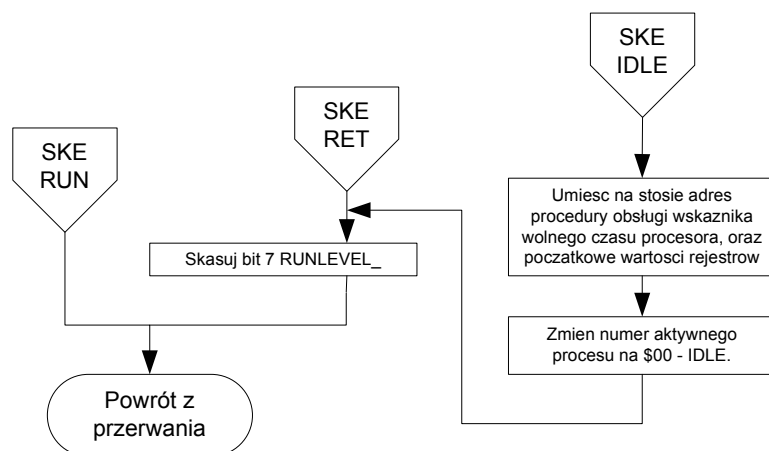 SKE
IDLE
SKE
RET
SKE
RUN
Umiesc na stosie adres
procedury obsługi wskaznika
wolnego czasu procesora, oraz
poczatkowe wartosci rejestrow
Skasuj bit 7 RUNLEVEL_
Zmien numer aktywnego
procesu na $00 - IDLE.
Powrót z
przerwania